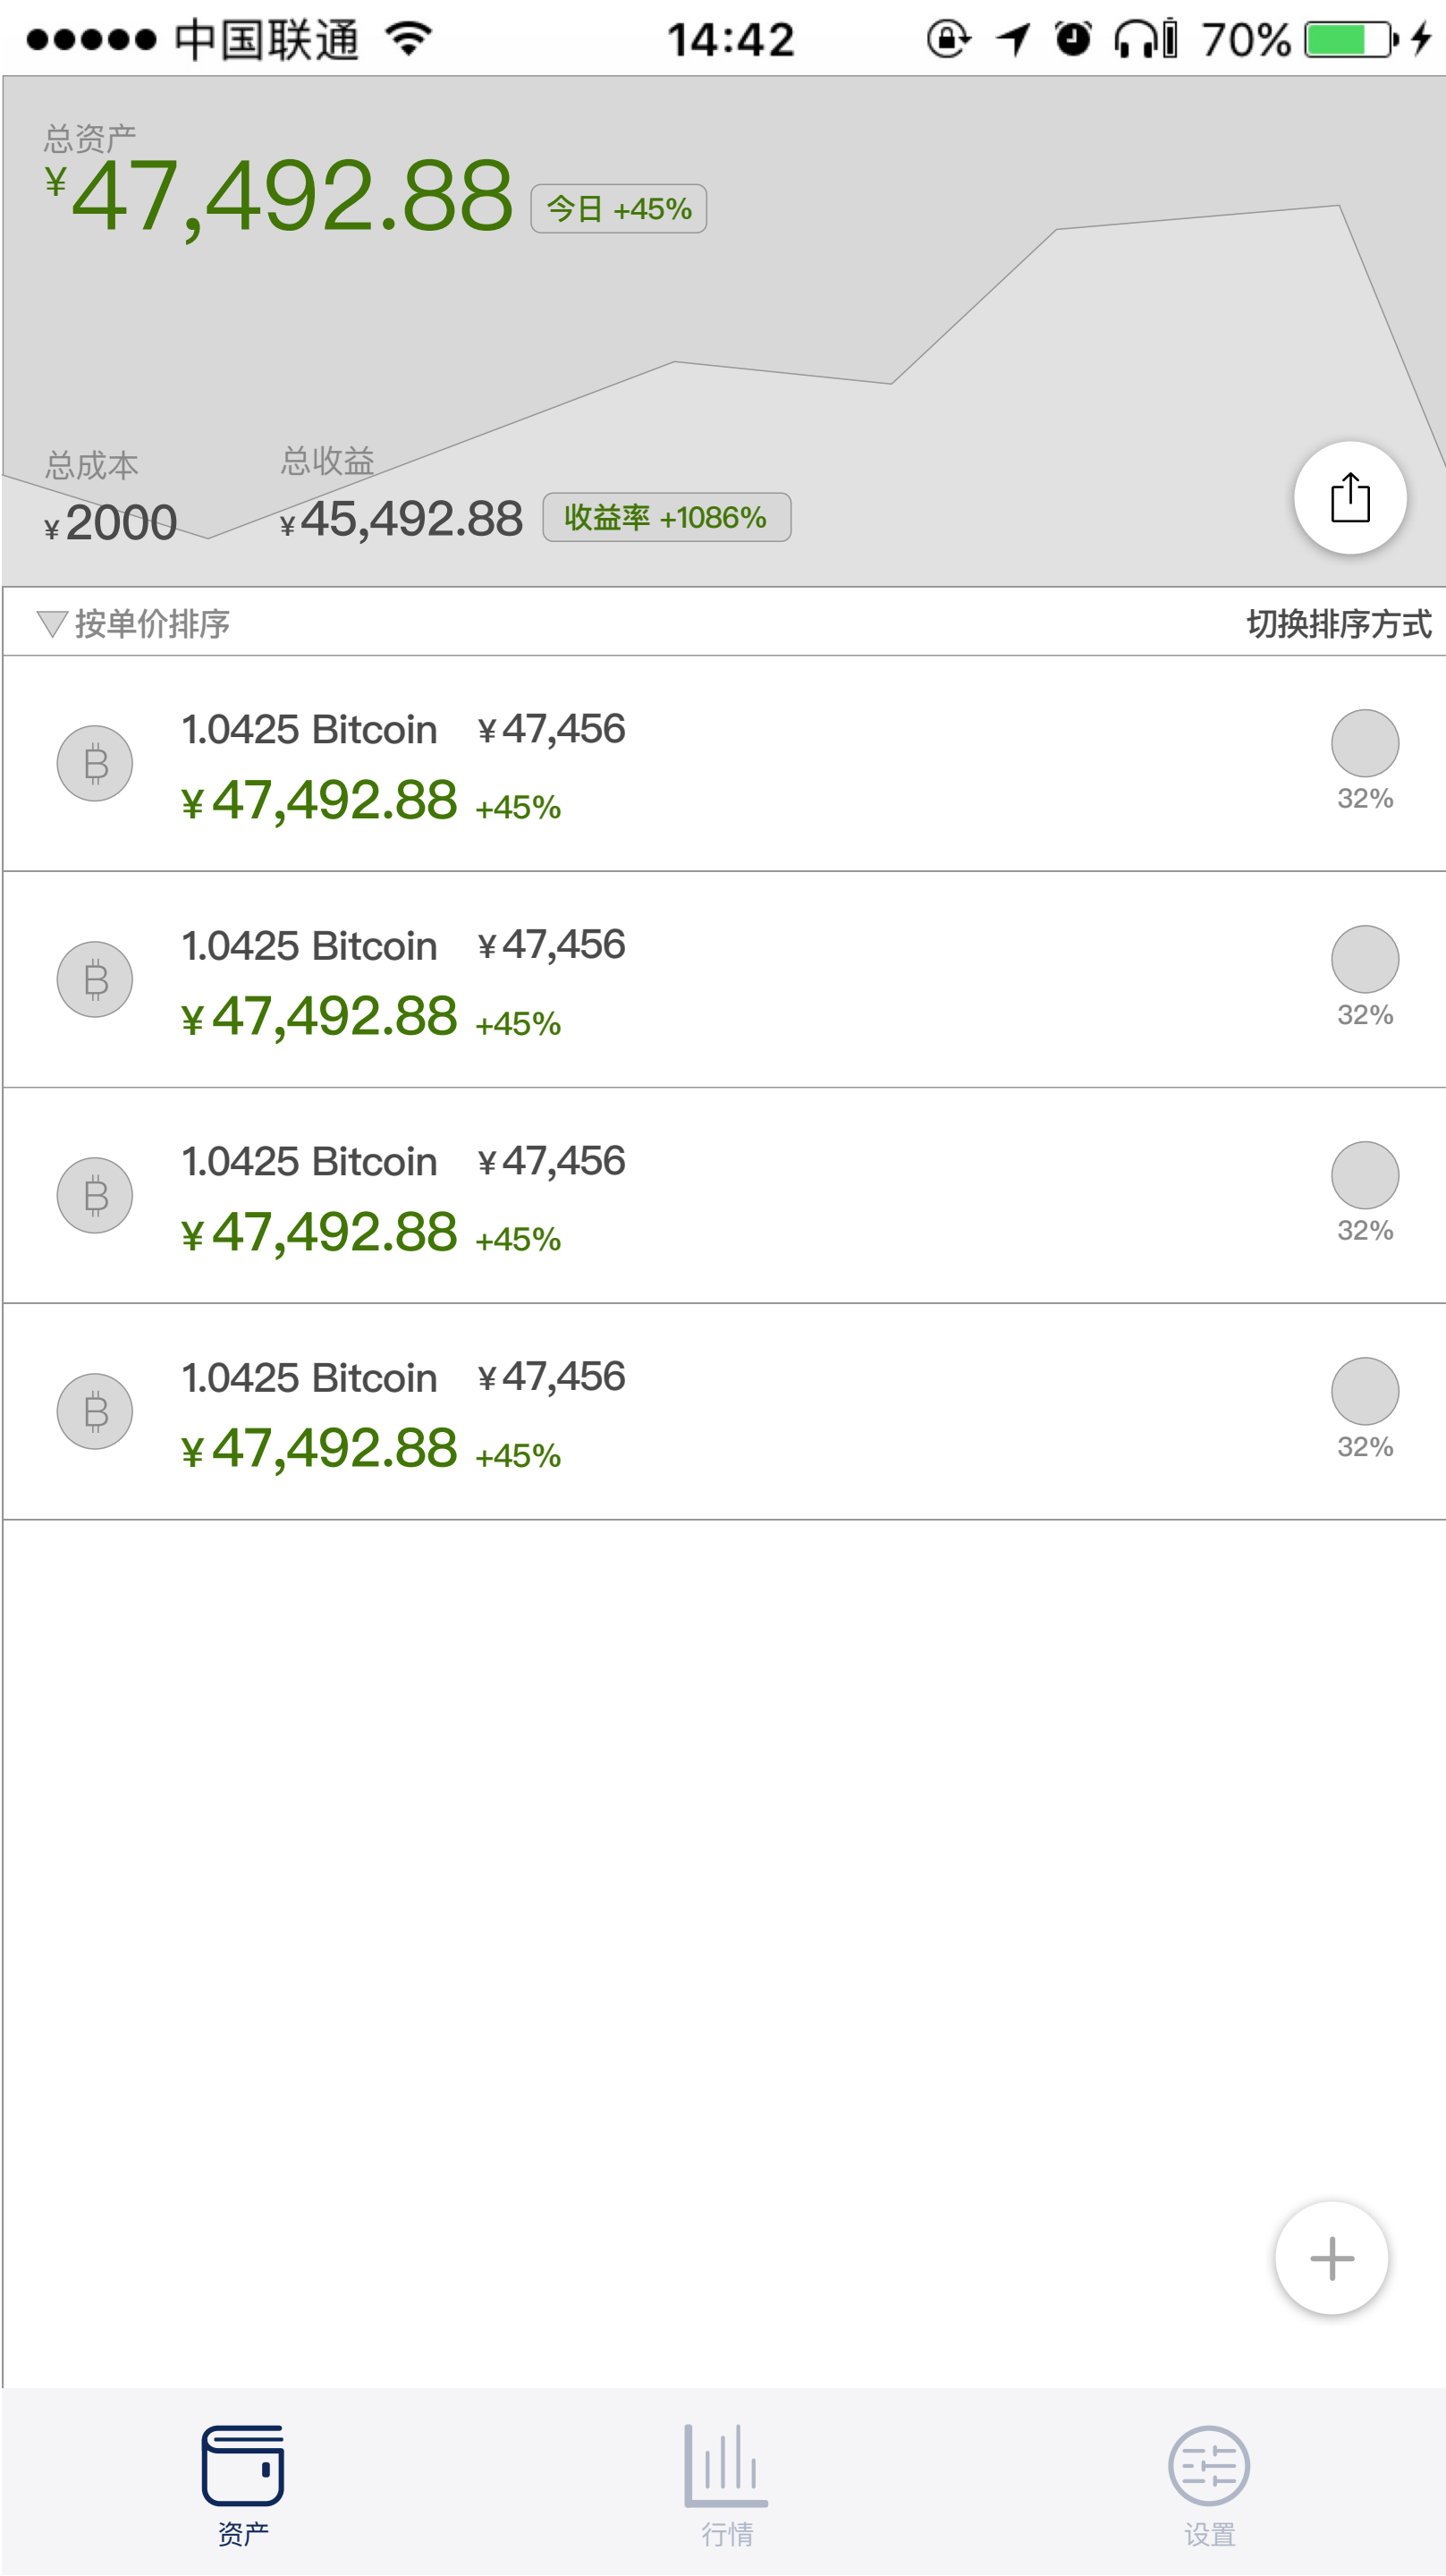 中国联通 14:42 70%
总资产
¥47,492.88 今日 +45%
总成本 总收益
¥2000 ¥45,492.88 收益率 +1086%
按单价排序 切换排序方式
1.0425 Bitcoin ¥47,456
¥47,492.88 +45%
32%
1.0425 Bitcoin ¥47,456
¥47,492.88 +45%
32%
1.0425 Bitcoin ¥47,456
¥47,492.88 +45%
32%
1.0425 Bitcoin ¥47,456
¥47,492.88 +45%
32%
资产 行情 设置